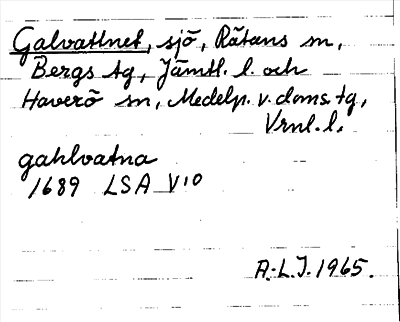 Galvattnet, sjö, Rätans sn,
Bergs tg, Jämtl. l. och
Haverö sn, Medelp. v. doms. tg,
Vrnl. l.
gahlvatna
1689 LSA V10
A.-L.J. 1965.